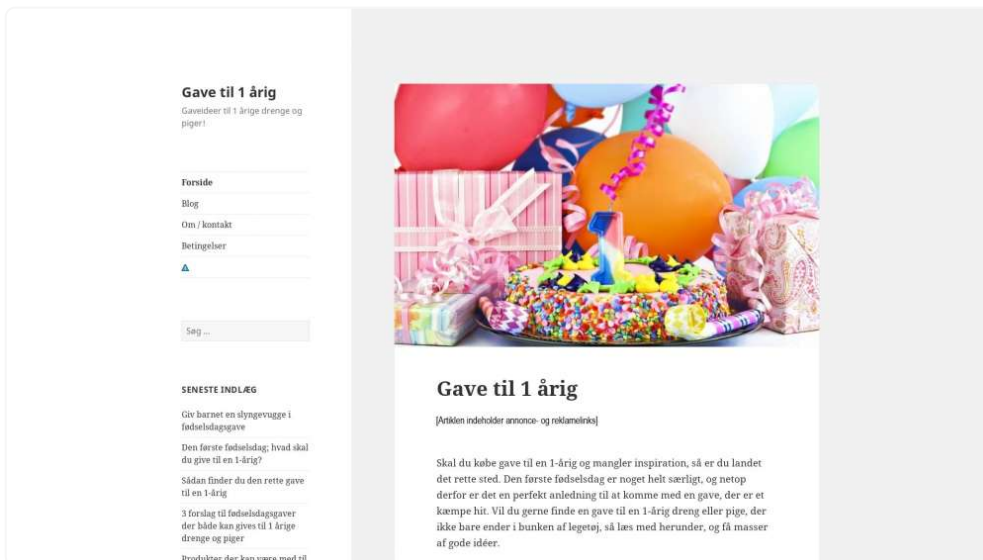 Gave til 1 årig
Gaveideer til 1 årige drenge og
piger!
Forside
Blog
Om / kontakt
Betingelser
Søg …
SENESTE INDLÆG
Giv barnet en slyngevugge i
fødselsdagsgave
Den første fødselsdag; hvad skal
du give til en 1-årig?
Sådan finder du den rette gave
til en 1-årig
3 forslag til fødselsdagsgaver
der både kan gives til 1 årige
drenge og piger
Produkter der kan være med til
Gave til 1 årig
[Artiklen indeholder annonce- og reklamelinks]
Skal du købe gave til en 1-årig og mangler inspiration, så er du landet
det rette sted. Den første fødselsdag er noget helt særligt, og netop
derfor er det en perfekt anledning til at komme med en gave, der er et
kæmpe hit. Vil du gerne finde en gave til en 1-årig dreng eller pige, der
ikke bare ender i bunken af legetøj, så læs med herunder, og få masser
af gode idéer.